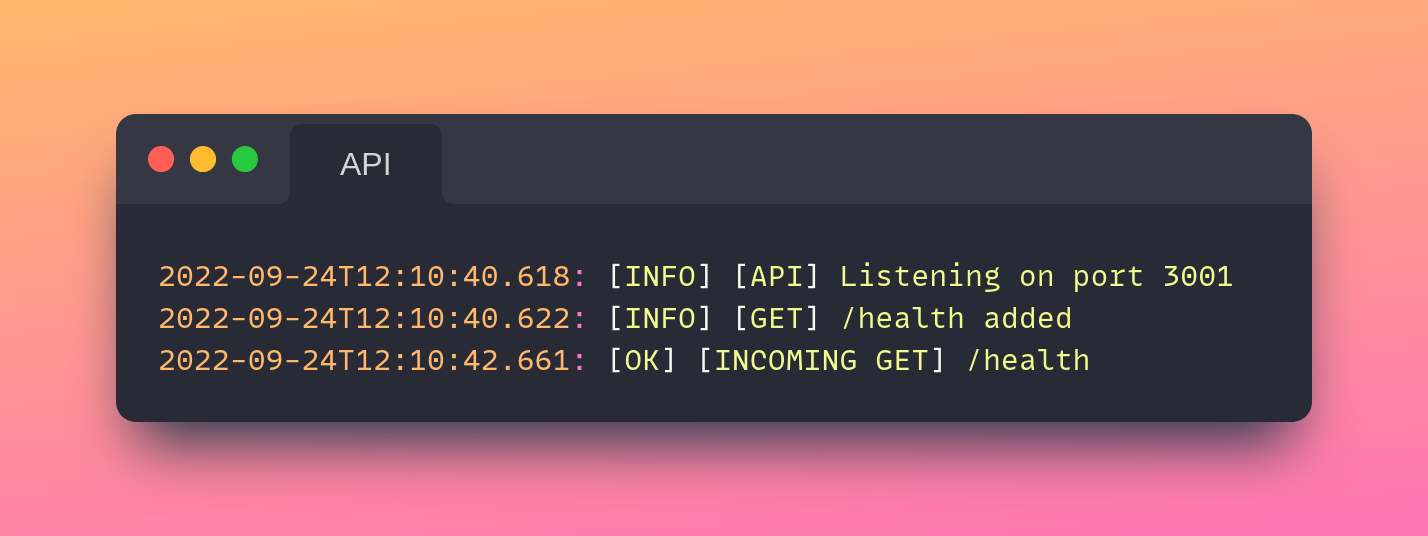 API
2022-09-24T12:10:40.618: [INFO] [API] Listening on port 3001
2022-09-24T12:10:40.622: [INFO] [GET] /health added
2022-09-24T12:10:42.661: [OK] [INCOMING GET] /health